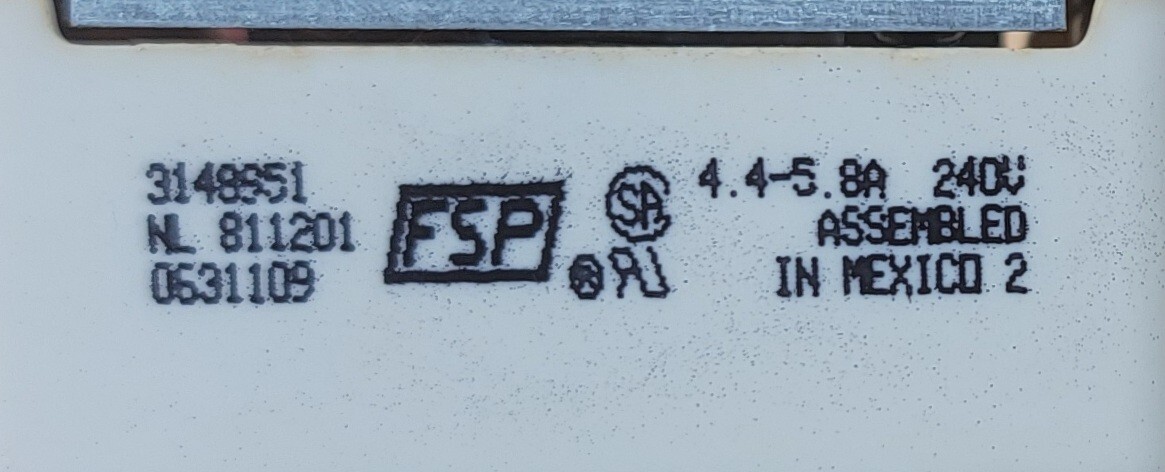 3148951
NL 811201
0631109
FSP
SA
4.4-5.8A 240V
ASSEMBLED
IN MEXICO 2